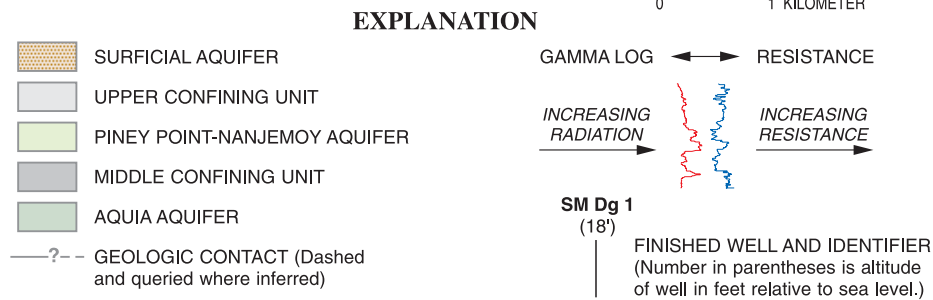 0 1 KILOMETER
EXPLANATION
SURFICIAL AQUIFER
UPPER CONFINING UNIT
PINEY POINT-NANJEMOY AQUIFER
MIDDLE CONFINING UNIT
AQUIA AQUIFER
?
GEOLOGIC CONTACT (Dashed
and queried where inferred)
GAMMA LOG RESISTANCE
INCREASING
RADIATION
INCREASING
RESISTANCE
SM Dg 1
(18')
FINISHED WELL AND IDENTIFIER
(Number in parentheses is altitude
of well in feet relative to sea level.)